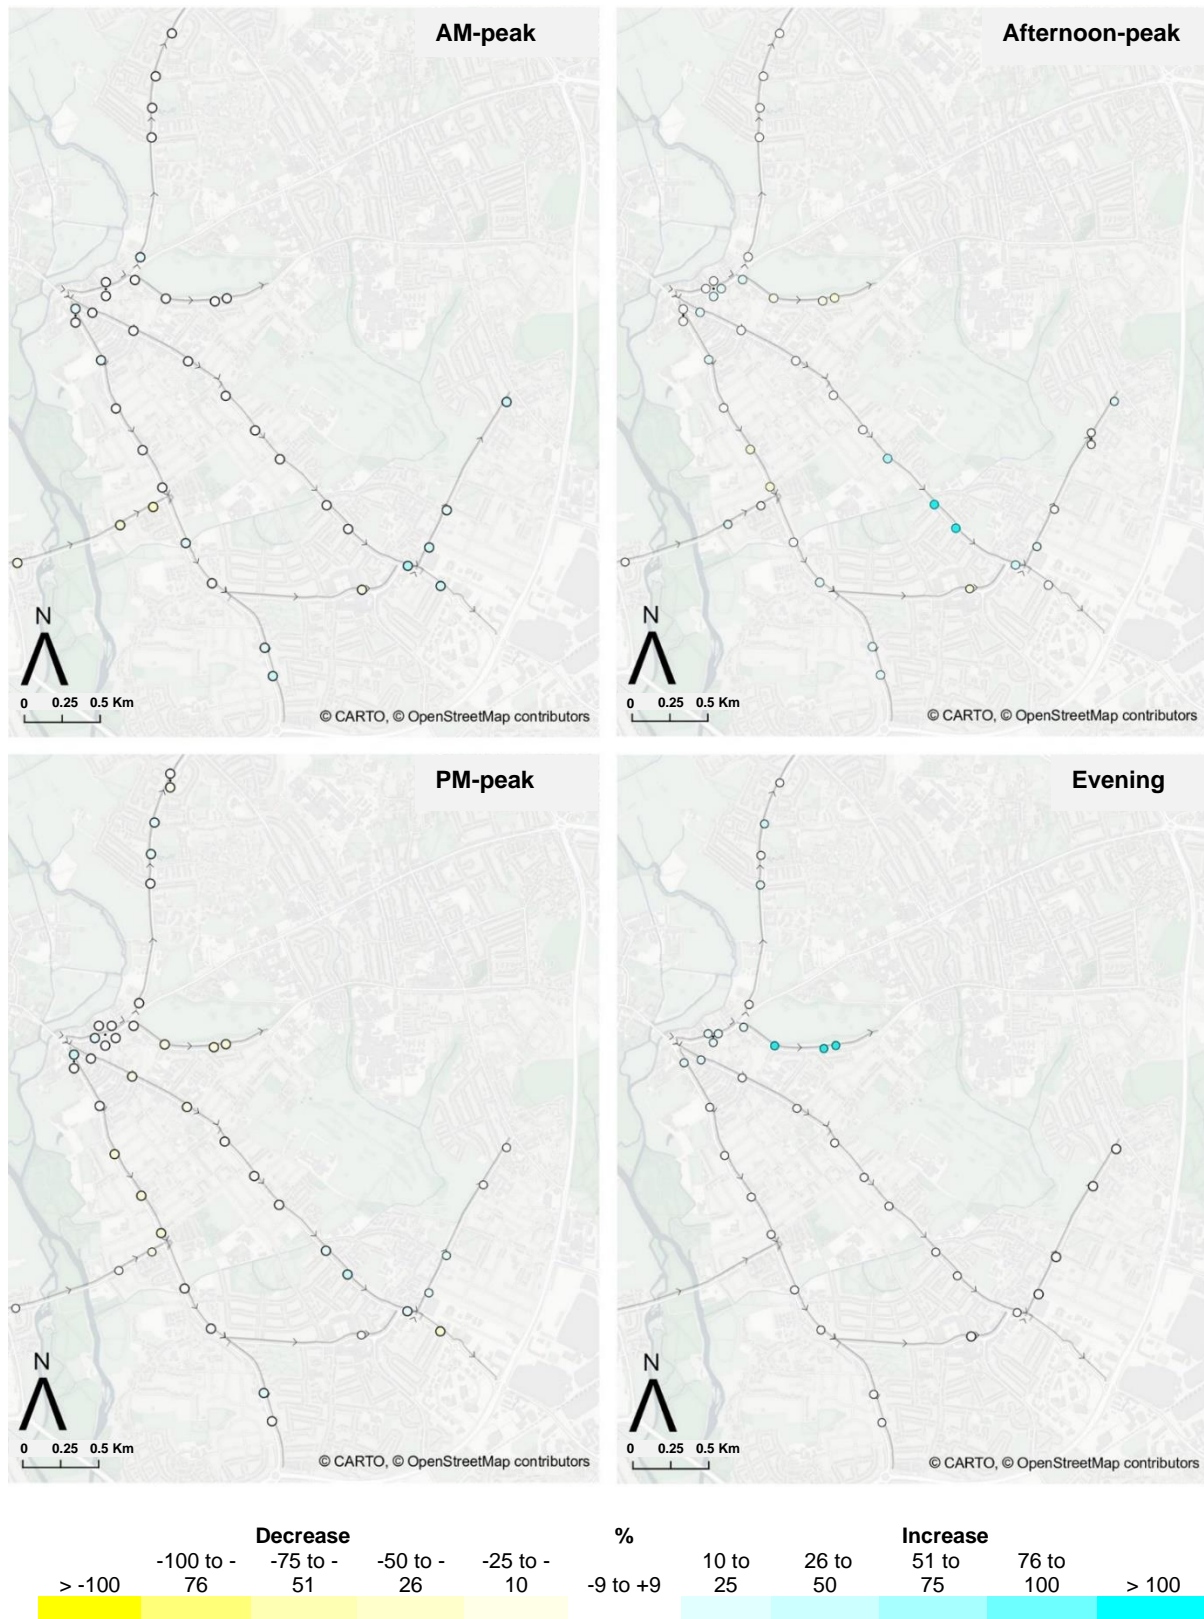 AM-peak
Afternoon-peak
N
0 0.25 0.5 Km
© CARTO, © OpenStreetMap contributors
N
0 0.25 0.5 Km
© CARTO, © OpenStreetMap contributors
PM-peak
Evening
N
0 0.25 0.5 Km
© CARTO, © OpenStreetMap contributors
N
0 0.25 0.5 Km
© CARTO, © OpenStreetMap contributors
Decrease % Increase
-100 to - -75 to - -50 to - -25 to - 10 to 26 to 51 to 76 to
> -100 76 51 26 10 -9 to +9 25 50 75 100 > 100